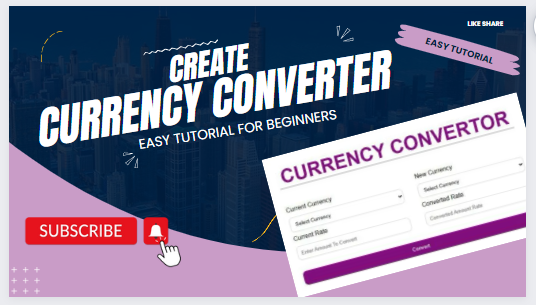 LIKE SHARE
EASY TUTORIAL
CREATE
CURRENCY CONVERTER
EASY TUTORIAL FOR BEGINNERS
CURRENCY CONVERTOR
Current Currency
Select Currency
New Currency
Select Currency
Current Rate
Enter Amount To Convert
Converted Rate
Converted Amount Rate
Convert
SUBSCRIBE